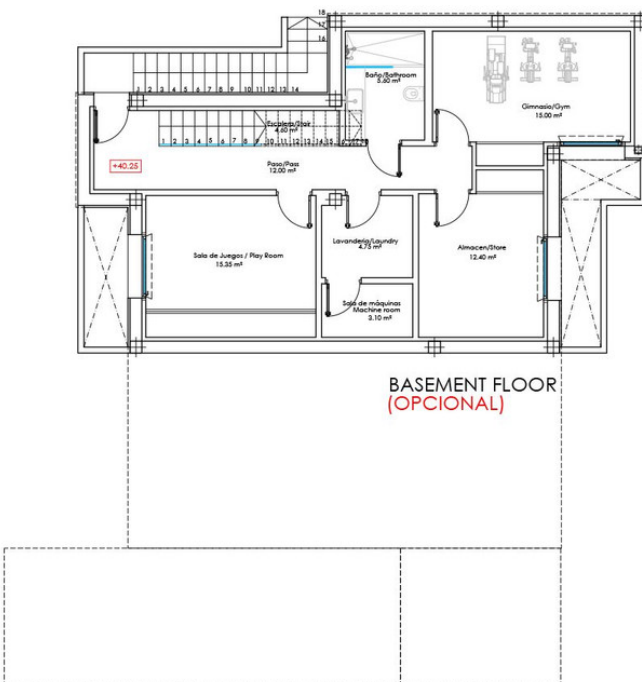 18
17
16
1 2 3 4 5 6 7 8 9 10 11 12 13 14
Baño/Bathroom
5.60 m²
Gimnasio/Gym
15.00 m²
Escalera/Stair
4.60 m²
1 2 3 4 5 6 7 8 9 10 11 12 13 14 15
+40.25
Paso/Pass
12.00 m²
Sala de Juegos / Play Room
15.35 m²
Lavanderia/Laundry
4.75 m²
Almacen/Store
12.40 m²
Sala de máquinas
Machine room
3.10 m²
BASEMENT FLOOR
(OPCIONAL)